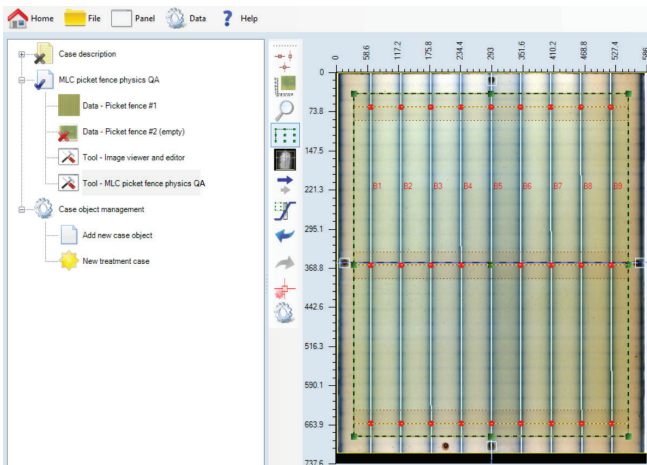 Home File Panel Data Help
Case description
MLC picket fence physics QA
Data - Picket fence #1
Data - Picket fence #2 (empty)
Tool - Image viewer and editor
Tool - MLC picket fence physics QA
Case object management
Add new case object
New treatment case
0 58.6 117.2 175.8 234.4 293 351.6 410.2 468.8 527.4
0
73.8
147.5
221.3
295.1
368.8
442.6
516.3
590.1
663.9
737.6
B1 B2 B3 B4 B5 B6 B7 B8 B9